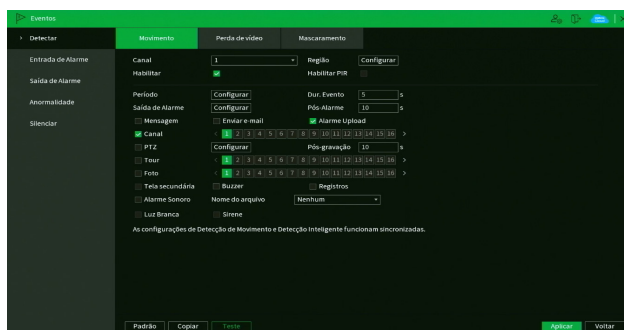 Eventos
Detectar
Movimento Perda de vídeo Mascaramento
Entrada de Alarme
Saída de Alarme
Anormalidade
Silenciar
Canal 1 Região Configurar
Habilitar Habilitar PIR
Período Configurar Dur. Evento 5 s
Saída de Alarme Configurar Pós-Alarme 10 s
Mensagem Enviar e-mail Alarme Upload
Canal < 1 2 3 4 5 6 7 8 9 10 11 12 13 14 15 16 >
PTZ Configurar Pós-gravação 10 s
Tour < 1 2 3 4 5 6 7 8 9 10 11 12 13 14 15 16 >
Foto < 1 2 3 4 5 6 7 8 9 10 11 12 13 14 15 16 >
Tela secundária Buzzer Registros
Alarme Sonoro Nome do arquivo Nenhum
Luz Branca Sirene
As configurações de Detecção de Movimento e Detecção Inteligente funcionam sincronizadas.
Padrão Copiar Teste Aplicar Voltar